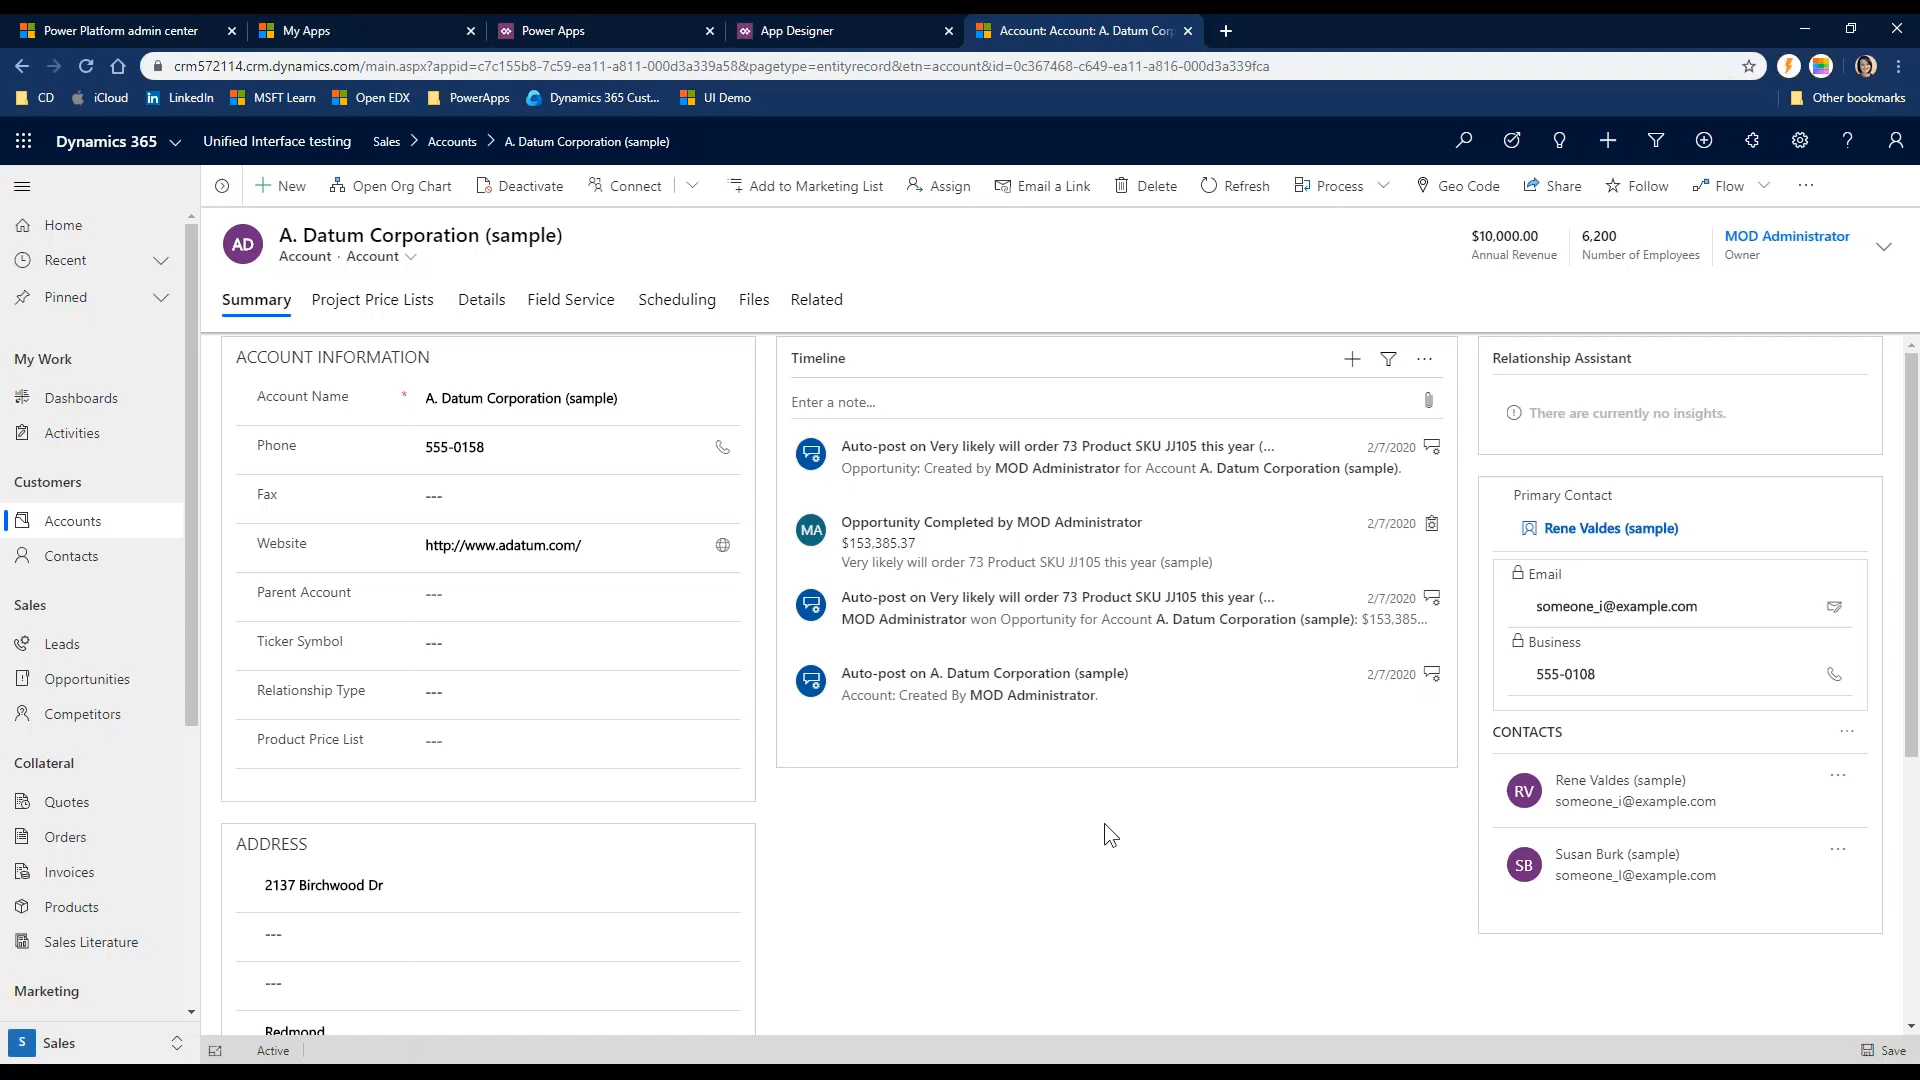 Power Platform admin center
My Apps
Power Apps
App Designer
Account: Account: A. Datum Cor
crm572114.crm.dynamics.com/main.aspx?appid=c7c155b8-7c59-ea11-a811-000d3a339a58&pagetype=entityrecord&etn=account&id=0c367468-c649-ea11-a816-000d3a339fca
CD
iCloud
LinkedIn
MSFT Learn
Open EDX
PowerApps
Dynamics 365 Cust...
UI Demo
Other bookmarks
Dynamics 365
Unified Interface testing
Sales > Accounts > A. Datum Corporation (sample)
New
Open Org Chart
Deactivate
Connect
Add to Marketing List
Assign
Email a Link
Delete
Refresh
Process
Geo Code
Share
Follow
Flow
Home
Recent
Pinned
My Work
Dashboards
Activities
Customers
Accounts
Contacts
Sales
Leads
Opportunities
Competitors
Collateral
Quotes
Orders
Invoices
Products
Sales Literature
Marketing
S Sales
AD
A. Datum Corporation (sample)
Account · Account
$10,000.00
Annual Revenue
6,200
Number of Employees
MOD Administrator
Owner
Summary
Project Price Lists
Details
Field Service
Scheduling
Files
Related
ACCOUNT INFORMATION
Account Name * A. Datum Corporation (sample)
Phone 555-0158
Fax ---
Website http://www.adatum.com/
Parent Account ---
Ticker Symbol ---
Relationship Type ---
Product Price List ---
ADDRESS
2137 Birchwood Dr
---
---
Redmond
Timeline
Enter a note...
Auto-post on Very likely will order 73 Product SKU JJ105 this year (... 2/7/2020
Opportunity: Created by MOD Administrator for Account A. Datum Corporation (sample).
MA
Opportunity Completed by MOD Administrator 2/7/2020
$153,385.37
Very likely will order 73 Product SKU JJ105 this year (sample)
Auto-post on Very likely will order 73 Product SKU JJ105 this year (... 2/7/2020
MOD Administrator won Opportunity for Account A. Datum Corporation (sample): $153,385...
Auto-post on A. Datum Corporation (sample) 2/7/2020
Account: Created By MOD Administrator.
Relationship Assistant
There are currently no insights.
Primary Contact
Rene Valdes (sample)
Email
someone_i@example.com
Business
555-0108
CONTACTS
RV
Rene Valdes (sample)
someone_i@example.com
SB
Susan Burk (sample)
someone_l@example.com
Active
Save